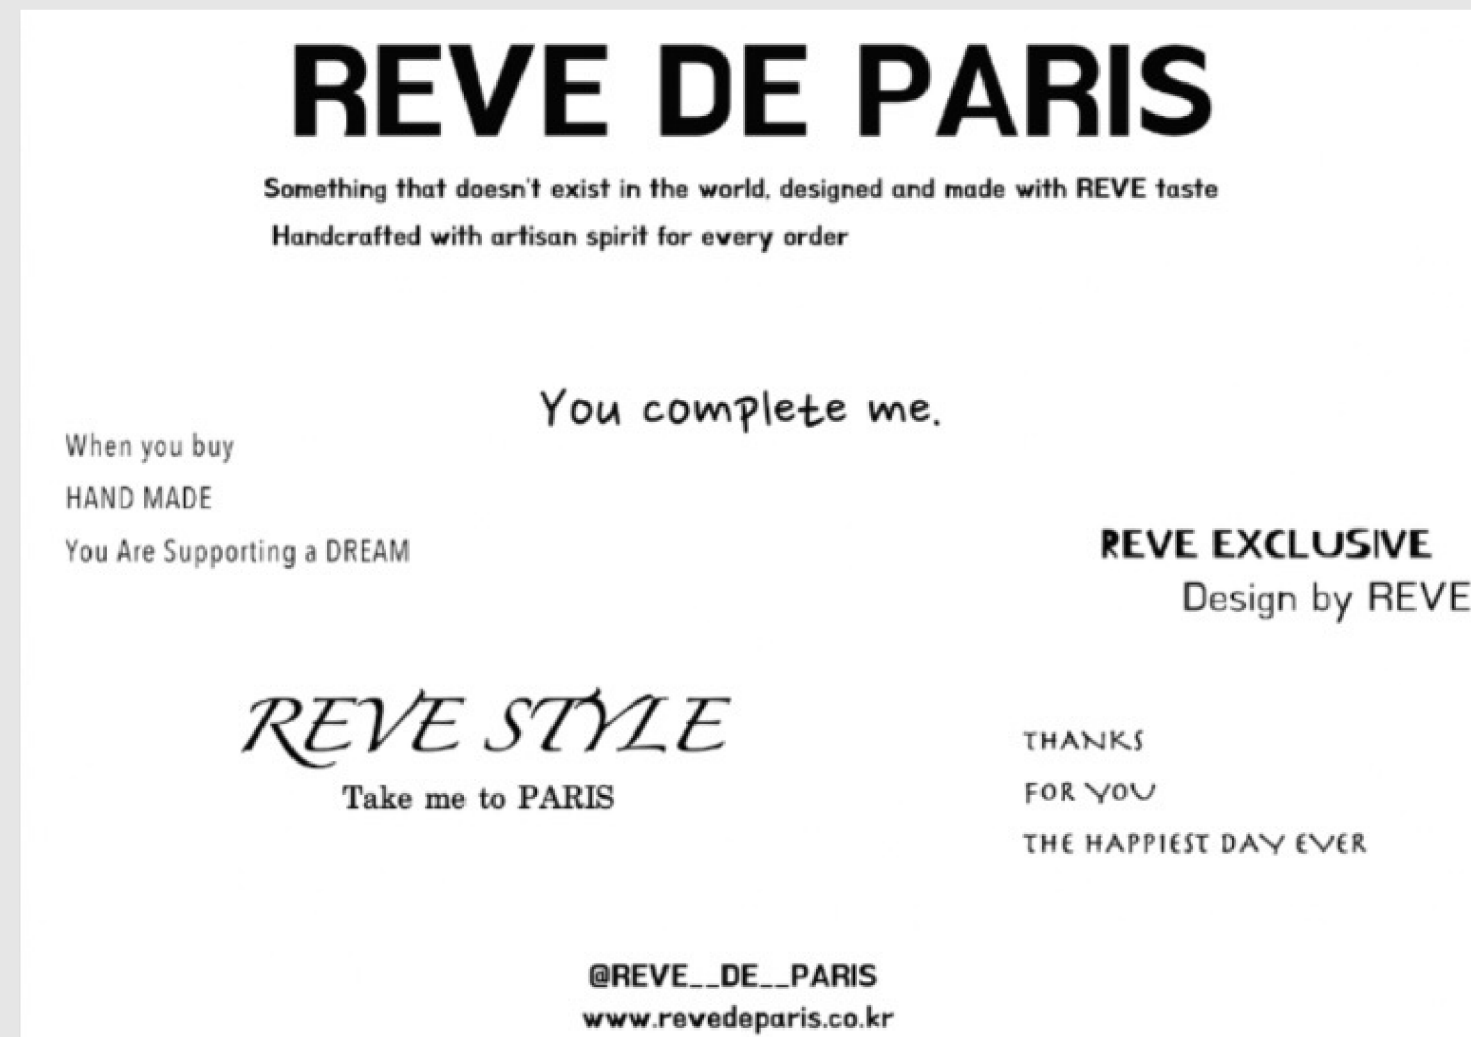 REVE DE PARIS
Something that doesn't exist in the world, designed and made with REVE taste
Handcrafted with artisan spirit for every order
You complete me.
When you buy
HAND MADE
You Are Supporting a DREAM
REVE EXCLUSIVE
Design by REVE
REVE STYLE
Take me to PARIS
THANKS
FOR YOU
THE HAPPIEST DAY EVER
@REVE__DE__PARIS
www.revedeparis.co.kr